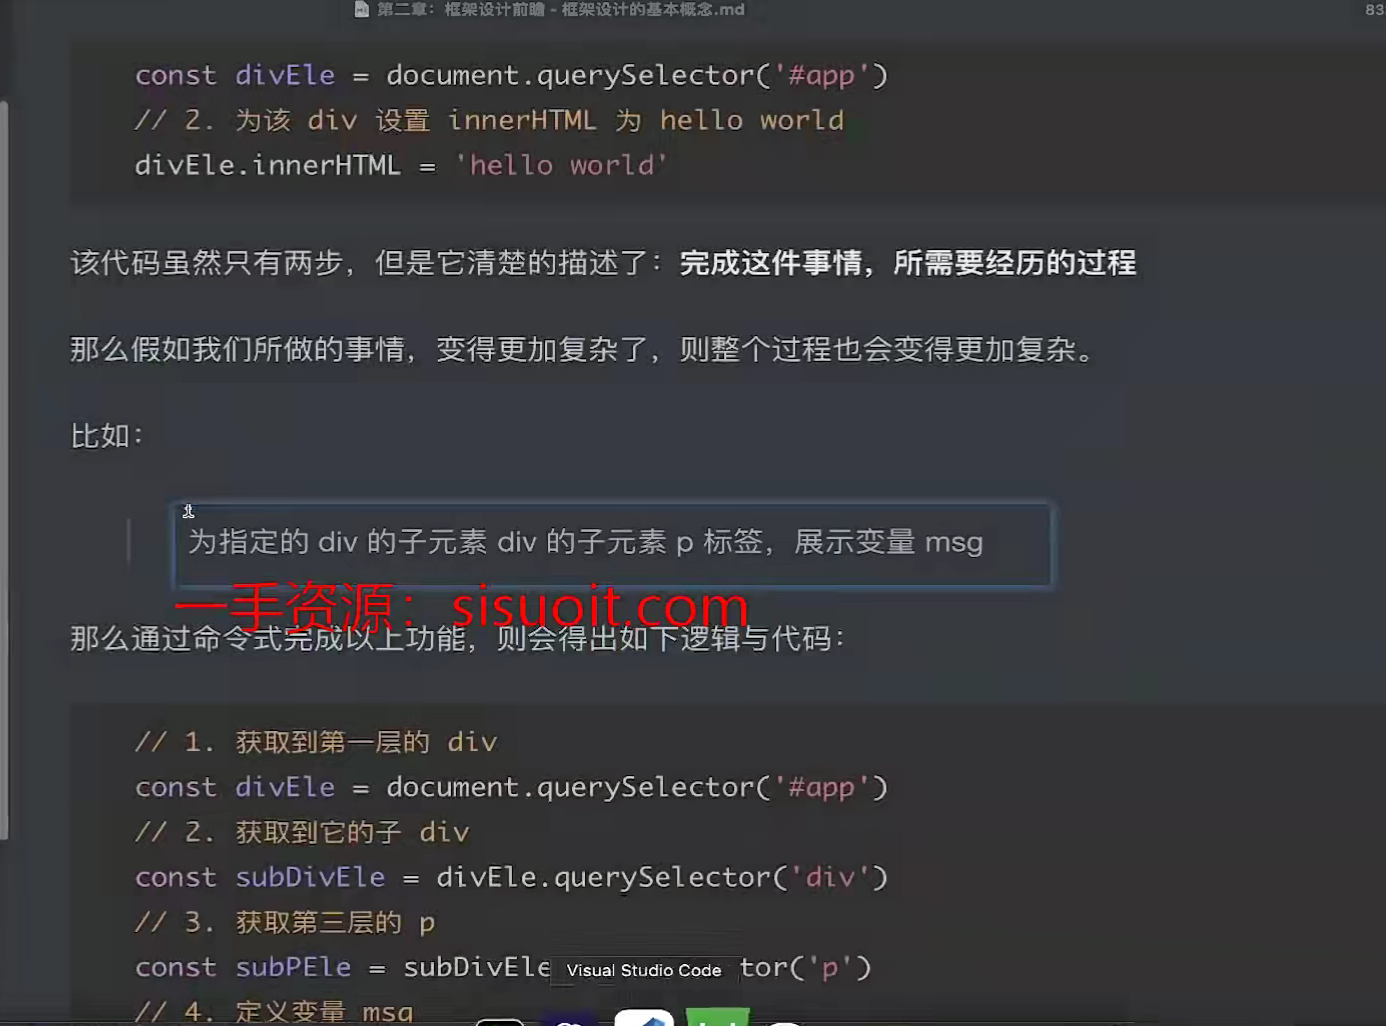 第二章：框架设计前瞻 - 框架设计的基本概念.md
83
const divEle = document.querySelector('#app')
// 2. 为该 div 设置 innerHTML 为 hello world
divEle.innerHTML = 'hello world'
该代码虽然只有两步，但是它清楚的描述了：完成这件事情，所需要经历的过程
那么假如我们所做的事情，变得更加复杂了，则整个过程也会变得更加复杂。
比如：
为指定的 div 的子元素 div 的子元素 p 标签，展示变量 msg
一手资源：sisuoit.com
那么通过命令式完成以上功能，则会得出如下逻辑与代码：
// 1. 获取到第一层的 div
const divEle = document.querySelector('#app')
// 2. 获取到它的子 div
const subDivEle = divEle.querySelector('div')
// 3. 获取第三层的 p
const subPEle = subDivEle
Visual Studio Code
tor('p')
// 4. 定义变量 msg